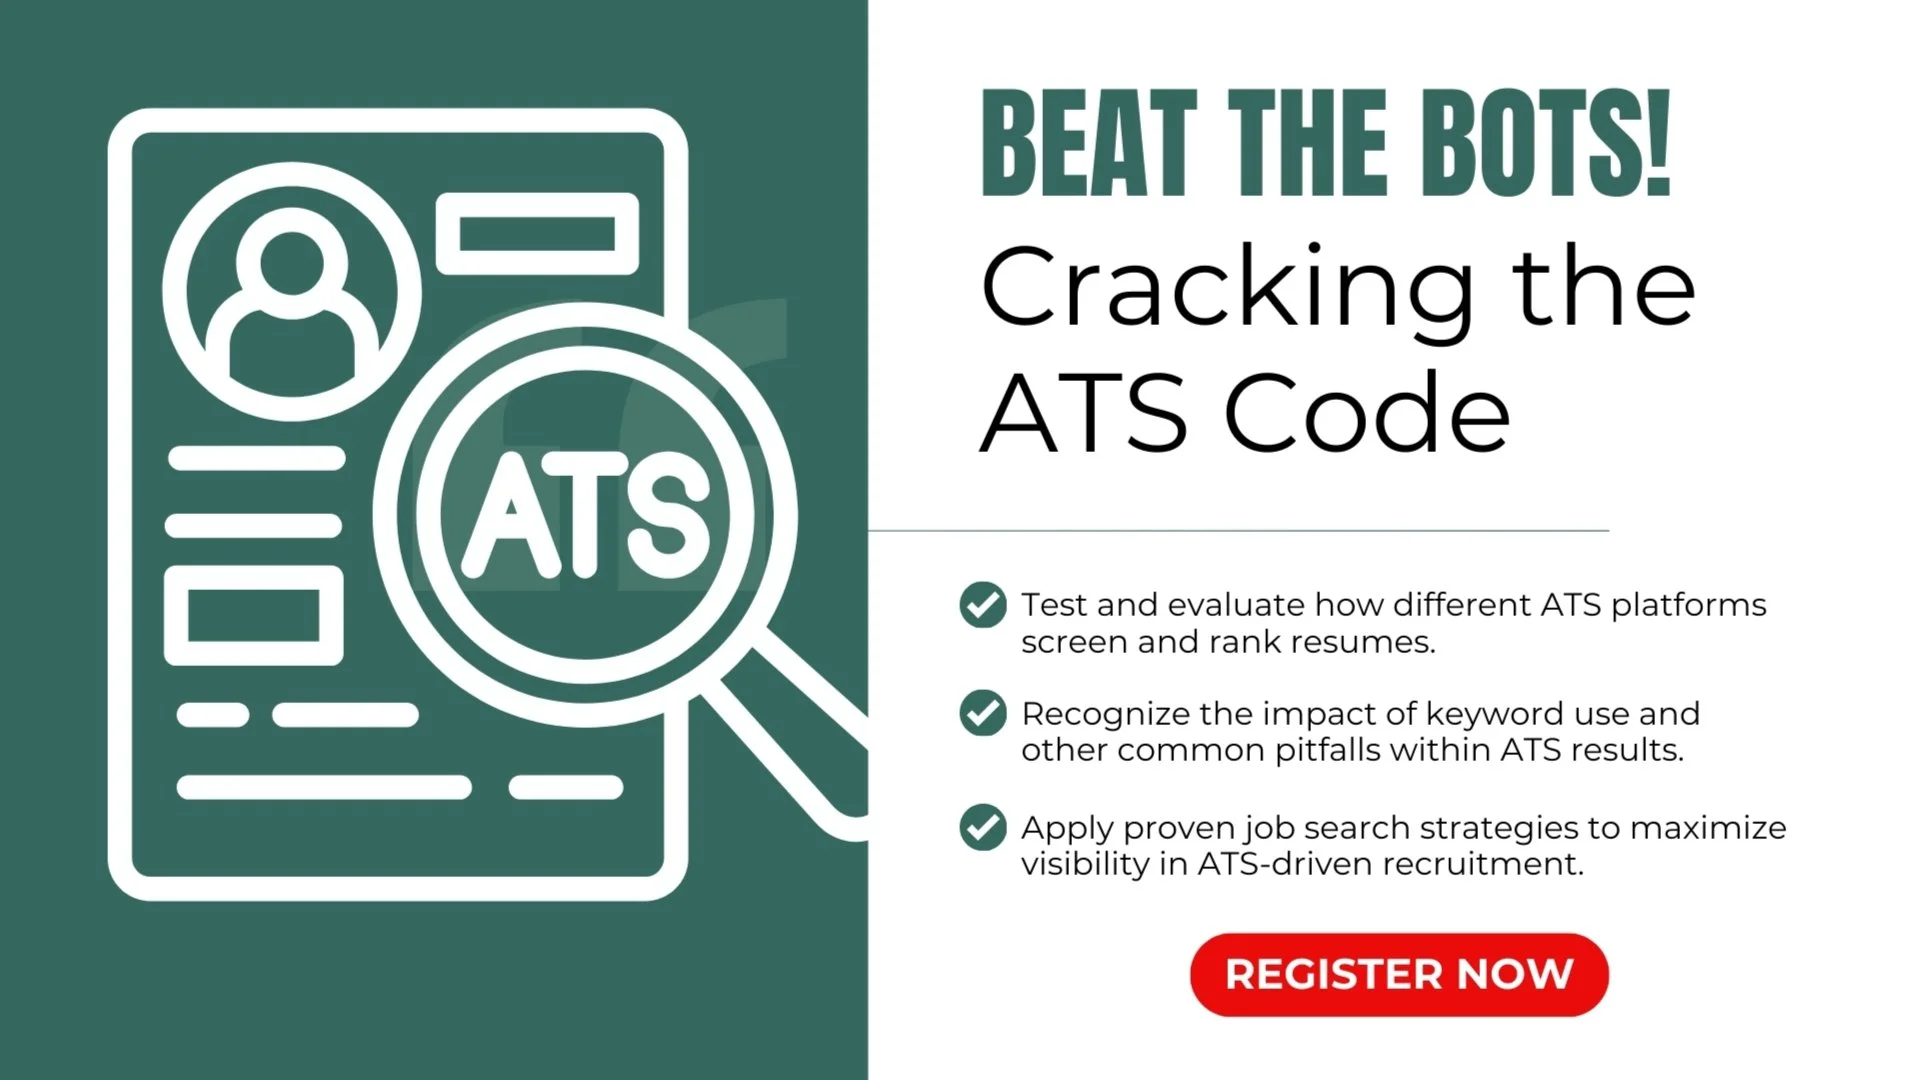 ATS
BEAT THE BOTS!
Cracking the
ATS Code
Test and evaluate how different ATS platforms
screen and rank resumes.
Recognize the impact of keyword use and
other common pitfalls within ATS results.
Apply proven job search strategies to maximize
visibility in ATS-driven recruitment.
REGISTER NOW